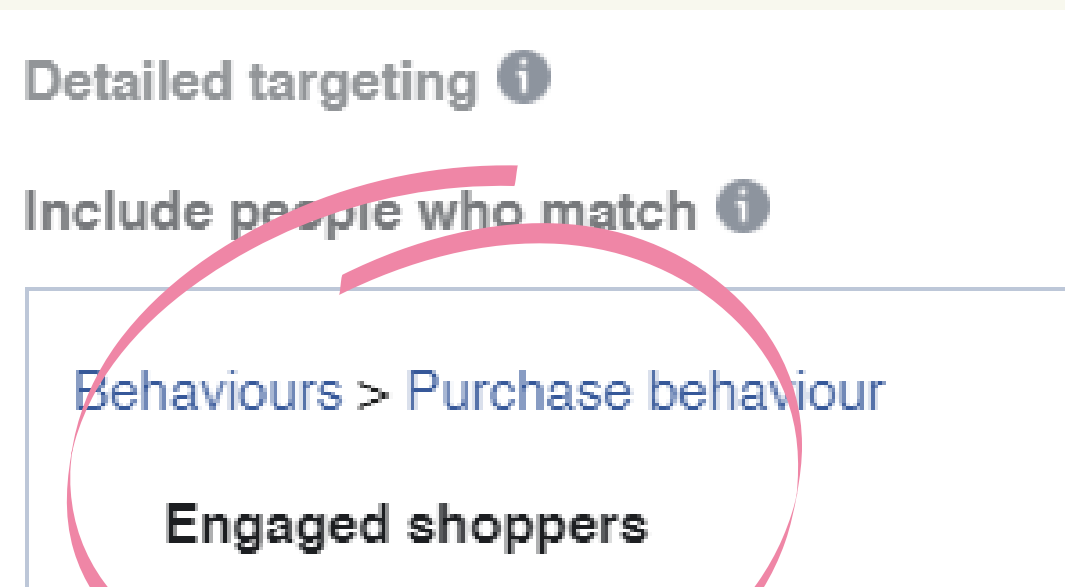 Detailed targeting
Include people who match
Behaviours > Purchase behaviour
Engaged shoppers